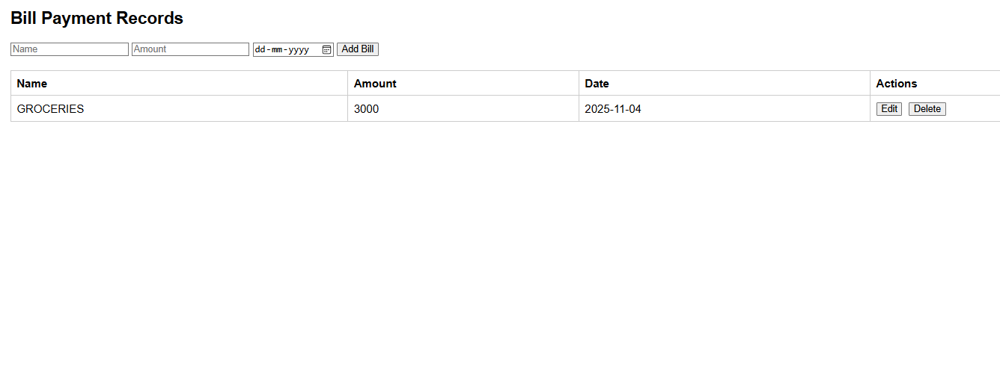 Bill Payment Records
Name Amount dd-mm-yyyy Add Bill
Name Amount Date Actions
GROCERIES 3000 2025-11-04 Edit Delete